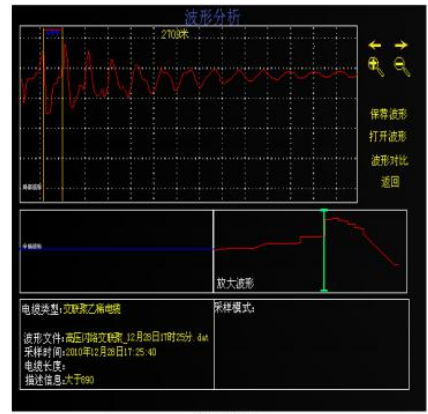 波形分析
2709米
保存波形
打开波形
波形对比
返回
放大波形
电缆类型:交联聚乙稀电缆
采样模式:
波形文件:高压闪络交联聚_12月28日17时25分.dat
采样时间:2010年12月28日17:25:40
电缆长度:
描述信息:大于890